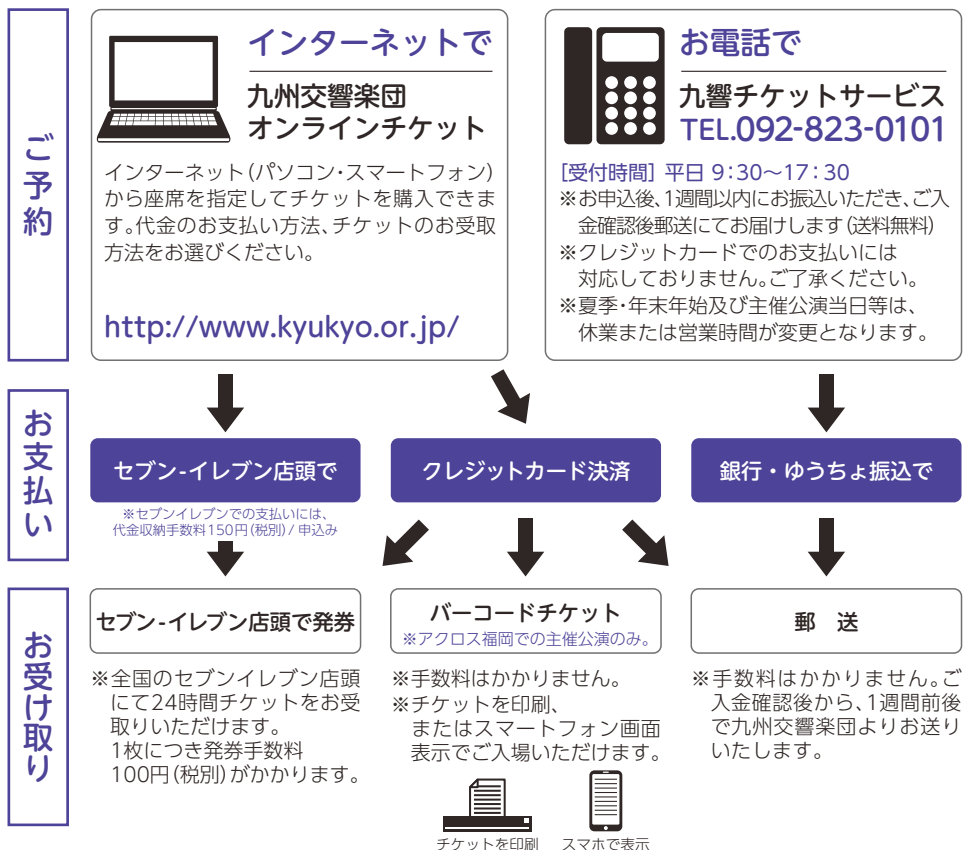 ご予約
インターネットで
九州交響楽団
オンラインチケット
インターネット(パソコン・スマートフォン)
から座席を指定してチケットを購入できま
す。代金のお支払い方法、チケットのお受取
方法をお選びください。
http://www.kyukyo.or.jp/
お電話で
九響チケットサービス
TEL.092-823-0101
[受付時間] 平日 9:30〜17:30
※お申込後、1週間以内にお振込いただき、ご入
金確認後郵送にてお届けします(送料無料)
※クレジットカードでのお支払いには
対応しておりません。ご了承ください。
※夏季・年末年始及び主催公演当日等は、
休業または営業時間が変更となります。
お支払い
セブン-イレブン店頭で
※セブンイレブンでの支払いには、
代金収納手数料150円(税別)/申込み
クレジットカード決済
銀行・ゆうちょ振込で
お受け取り
セブン-イレブン店頭で発券
※全国のセブンイレブン店頭
にて24時間チケットをお受
取りいただけます。
1枚につき発券手数料
100円(税別)がかかります。
バーコードチケット
※アクロス福岡での主催公演のみ。
※手数料はかかりません。
※チケットを印刷、
またはスマートフォン画面
表示でご入場いただけます。
チケットを印刷
スマホで表示
郵 送
※手数料はかかりません。ご
入金確認後から、1週間前後
で九州交響楽団よりお送り
いたします。